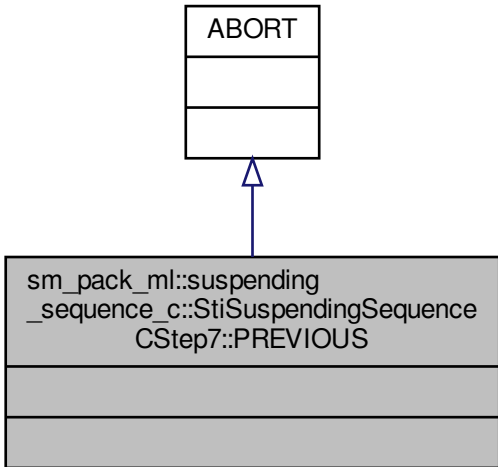 ABORT
sm_pack_ml::suspending
_sequence_c::StiSuspendingSequence
CStep7::PREVIOUS